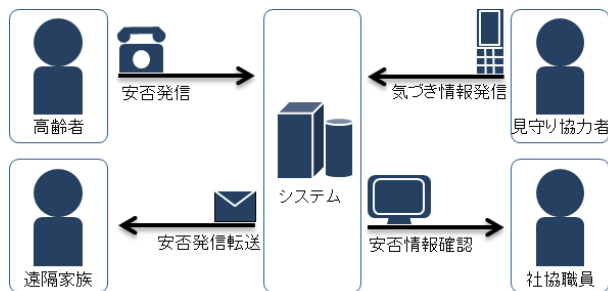 安否発信
気づき情報発信
高齢者
見守り協力者
システム
安否発信転送
安否情報確認
遠隔家族
社協職員